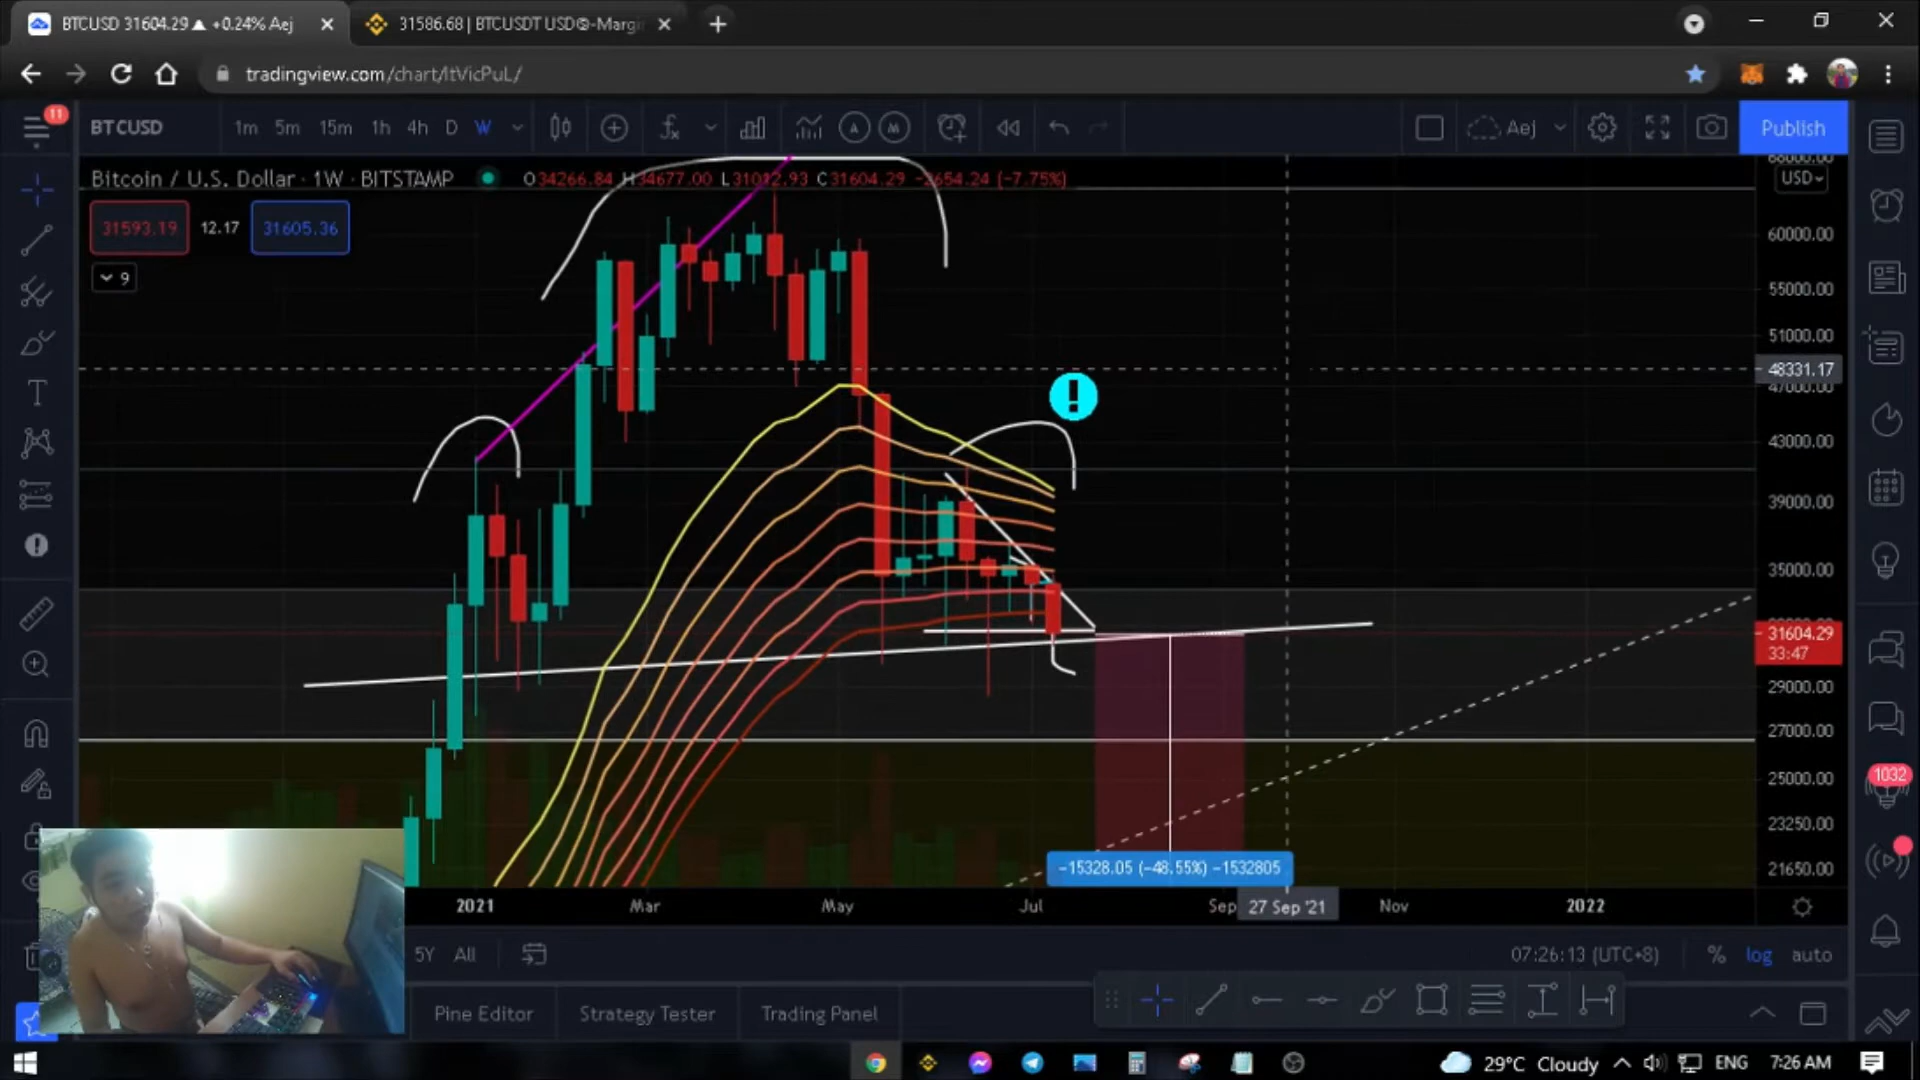 BTCUSD 31604.29 ▲ +0.24% Aej
31586.68 | BTCUSDT USDⓈ-Margi
tradingview.com/chart/ItVicPuL/
11
BTCUSD 1m 5m 15m 1h 4h D W
A M
Aej
Publish
Bitcoin / U.S. Dollar · 1W · BITSTAMP
O34266.84 H34677.00 L31012.93 C31604.29 -2654.24 (-7.75%)
USD
31593.19 12.17 31605.36
9
60000.00
55000.00
51000.00
48331.17
47000.00
43000.00
39000.00
35000.00
31604.29
33:47
29000.00
27000.00
25000.00
23250.00
21650.00
1032
-15328.05 (-48.55%) -1532805
2021 Mar May Jul Sep 27 Sep '21 Nov 2022
5Y All
07:26:13 (UTC+8) % log auto
Pine Editor Strategy Tester Trading Panel
29°C Cloudy ENG 7:26 AM